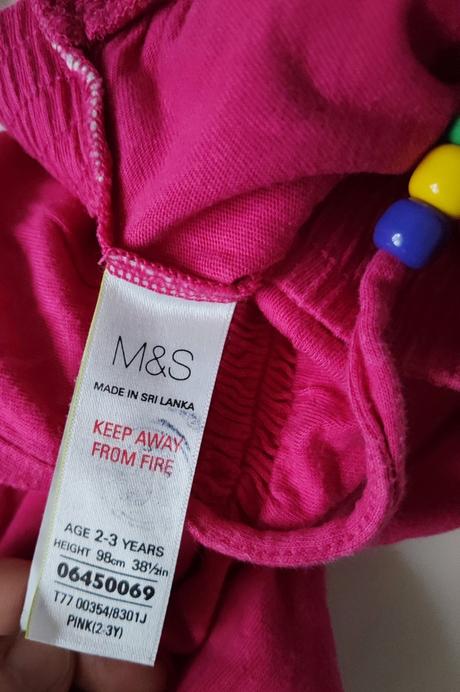 M&S
MADE IN SRI LANKA
KEEP AWAY
FROM FIRE
AGE 2-3 YEARS
HEIGHT 98cm 38½in
06450069
T77 00354/8301J
PINK(2-3Y)